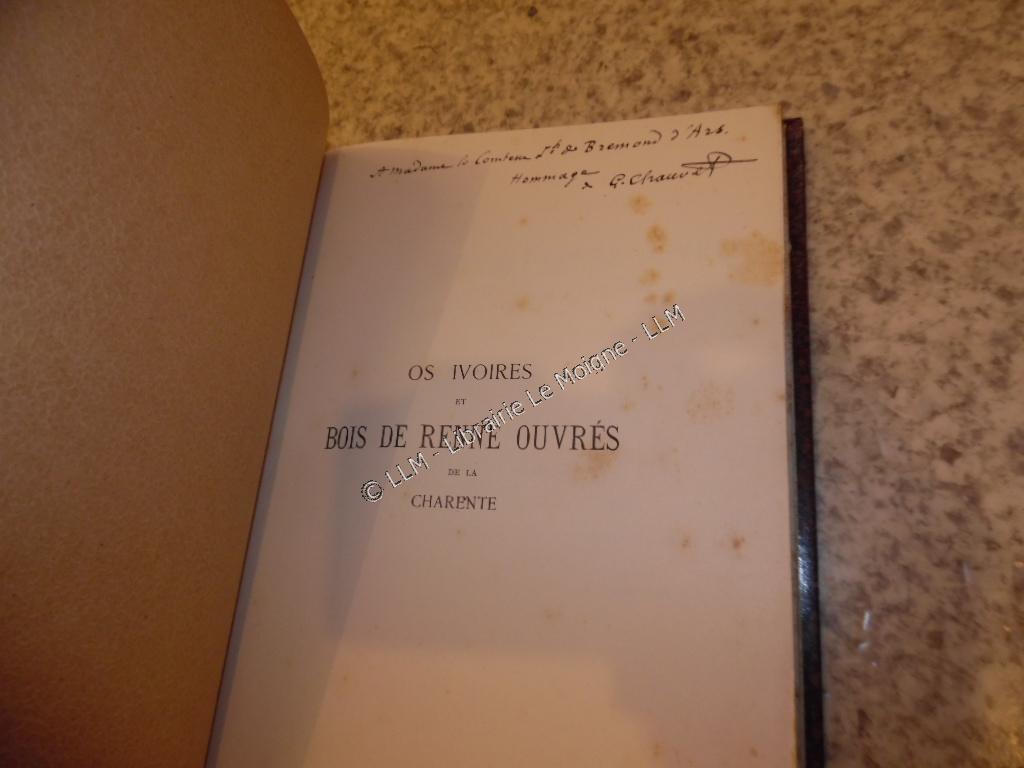 A Madame la Comtesse Th. de Bremond d'Ars.
Hommage
G. Chauvet
OS IVOIRES
ET
BOIS DE RENNE OUVRÉS
DE LA
CHARENTE
© LLM - Librairie Le Moigne - LLM